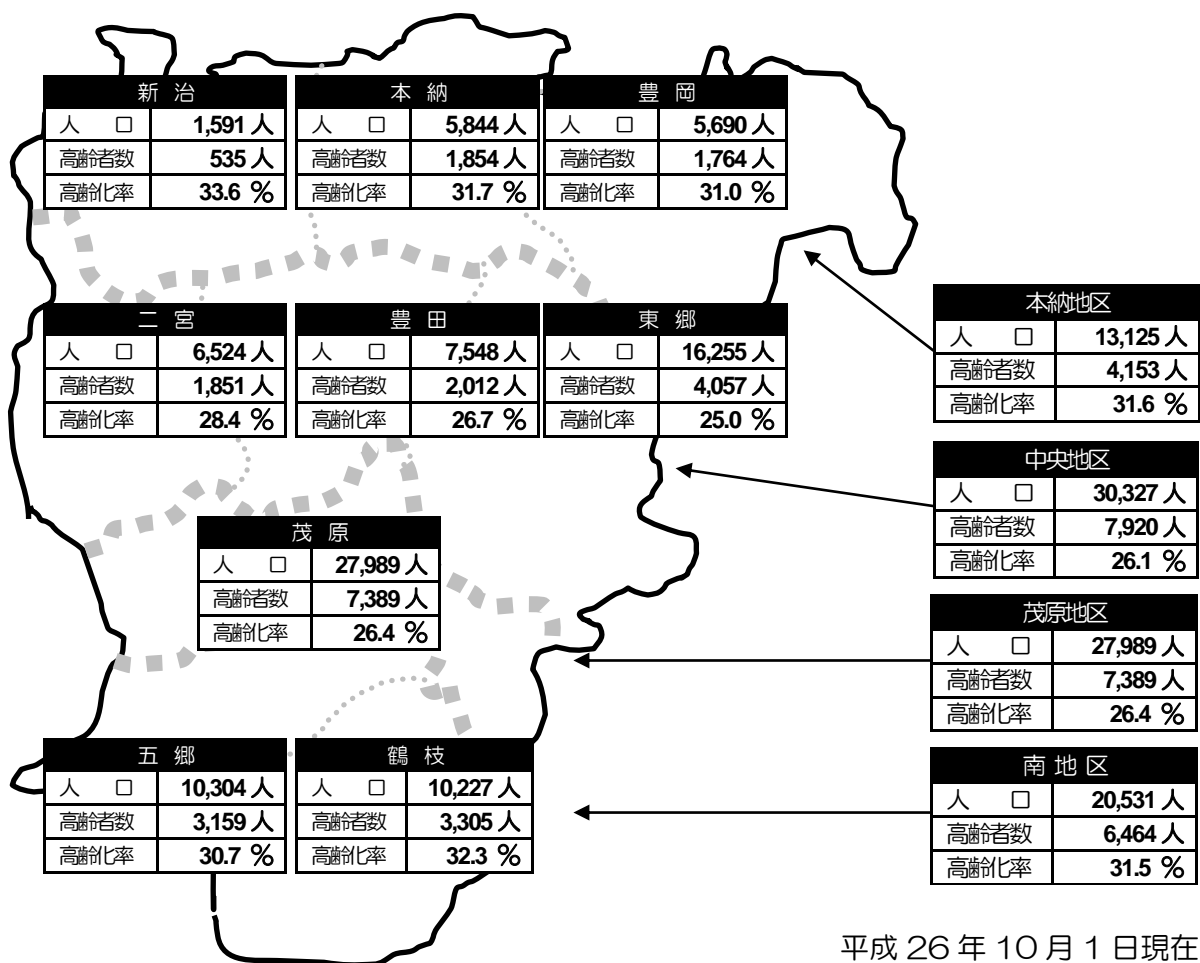 新 治
人 口 1,591 人
高齢者数 535 人
高齢化率 33.6 %
本 納
人 口 5,844 人
高齢者数 1,854 人
高齢化率 31.7 %
豊 岡
人 口 5,690 人
高齢者数 1,764 人
高齢化率 31.0 %
二 宮
人 口 6,524 人
高齢者数 1,851 人
高齢化率 28.4 %
豊 田
人 口 7,548 人
高齢者数 2,012 人
高齢化率 26.7 %
東 郷
人 口 16,255 人
高齢者数 4,057 人
高齢化率 25.0 %
茂 原
人 口 27,989 人
高齢者数 7,389 人
高齢化率 26.4 %
五 郷
人 口 10,304 人
高齢者数 3,159 人
高齢化率 30.7 %
鶴 枝
人 口 10,227 人
高齢者数 3,305 人
高齢化率 32.3 %
本納地区
人 口 13,125 人
高齢者数 4,153 人
高齢化率 31.6 %
中央地区
人 口 30,327 人
高齢者数 7,920 人
高齢化率 26.1 %
茂原地区
人 口 27,989 人
高齢者数 7,389 人
高齢化率 26.4 %
南 地 区
人 口 20,531 人
高齢者数 6,464 人
高齢化率 31.5 %
平成 26 年 10 月 1 日現在